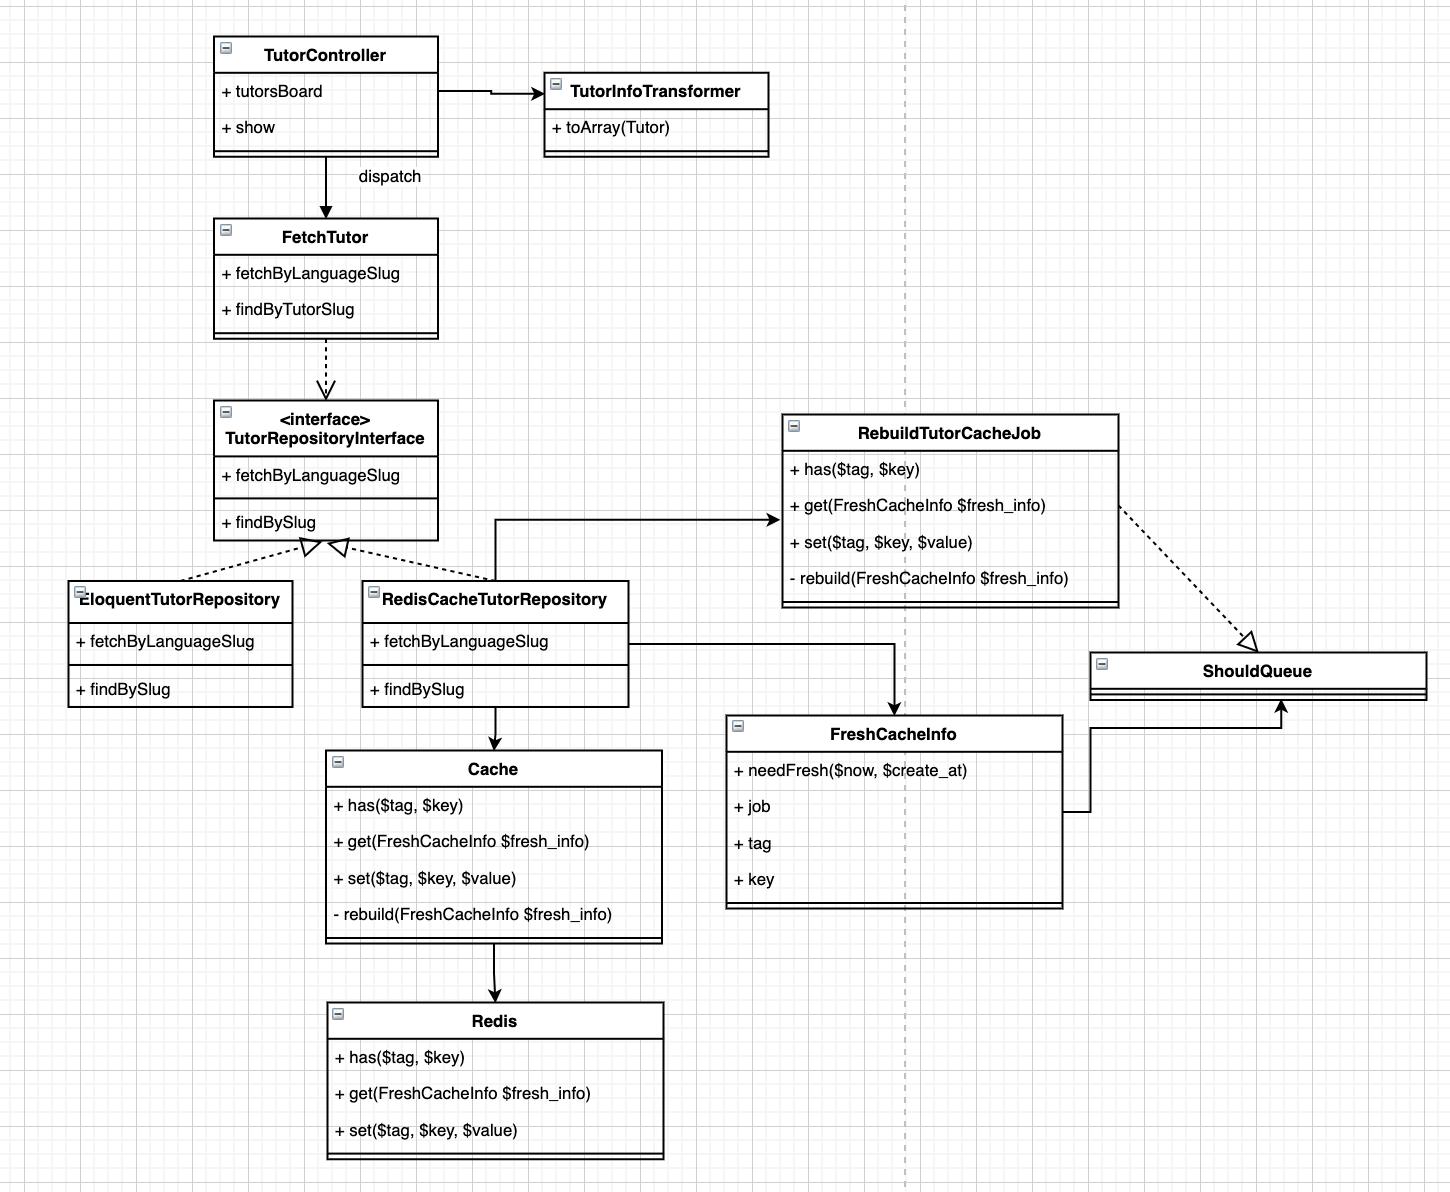 TutorController
+ tutorsBoard
+ show
TutorInfoTransformer
+ toArray(Tutor)
dispatch
FetchTutor
+ fetchByLanguageSlug
+ findByTutorSlug
<interface>
TutorRepositoryInterface
+ fetchByLanguageSlug
+ findBySlug
RebuildTutorCacheJob
+ has($tag, $key)
+ get(FreshCacheInfo $fresh_info)
+ set($tag, $key, $value)
- rebuild(FreshCacheInfo $fresh_info)
EloquentTutorRepository
+ fetchByLanguageSlug
+ findBySlug
RedisCacheTutorRepository
+ fetchByLanguageSlug
+ findBySlug
ShouldQueue
FreshCacheInfo
+ needFresh($now, $create_at)
+ job
+ tag
+ key
Cache
+ has($tag, $key)
+ get(FreshCacheInfo $fresh_info)
+ set($tag, $key, $value)
- rebuild(FreshCacheInfo $fresh_info)
Redis
+ has($tag, $key)
+ get(FreshCacheInfo $fresh_info)
+ set($tag, $key, $value)